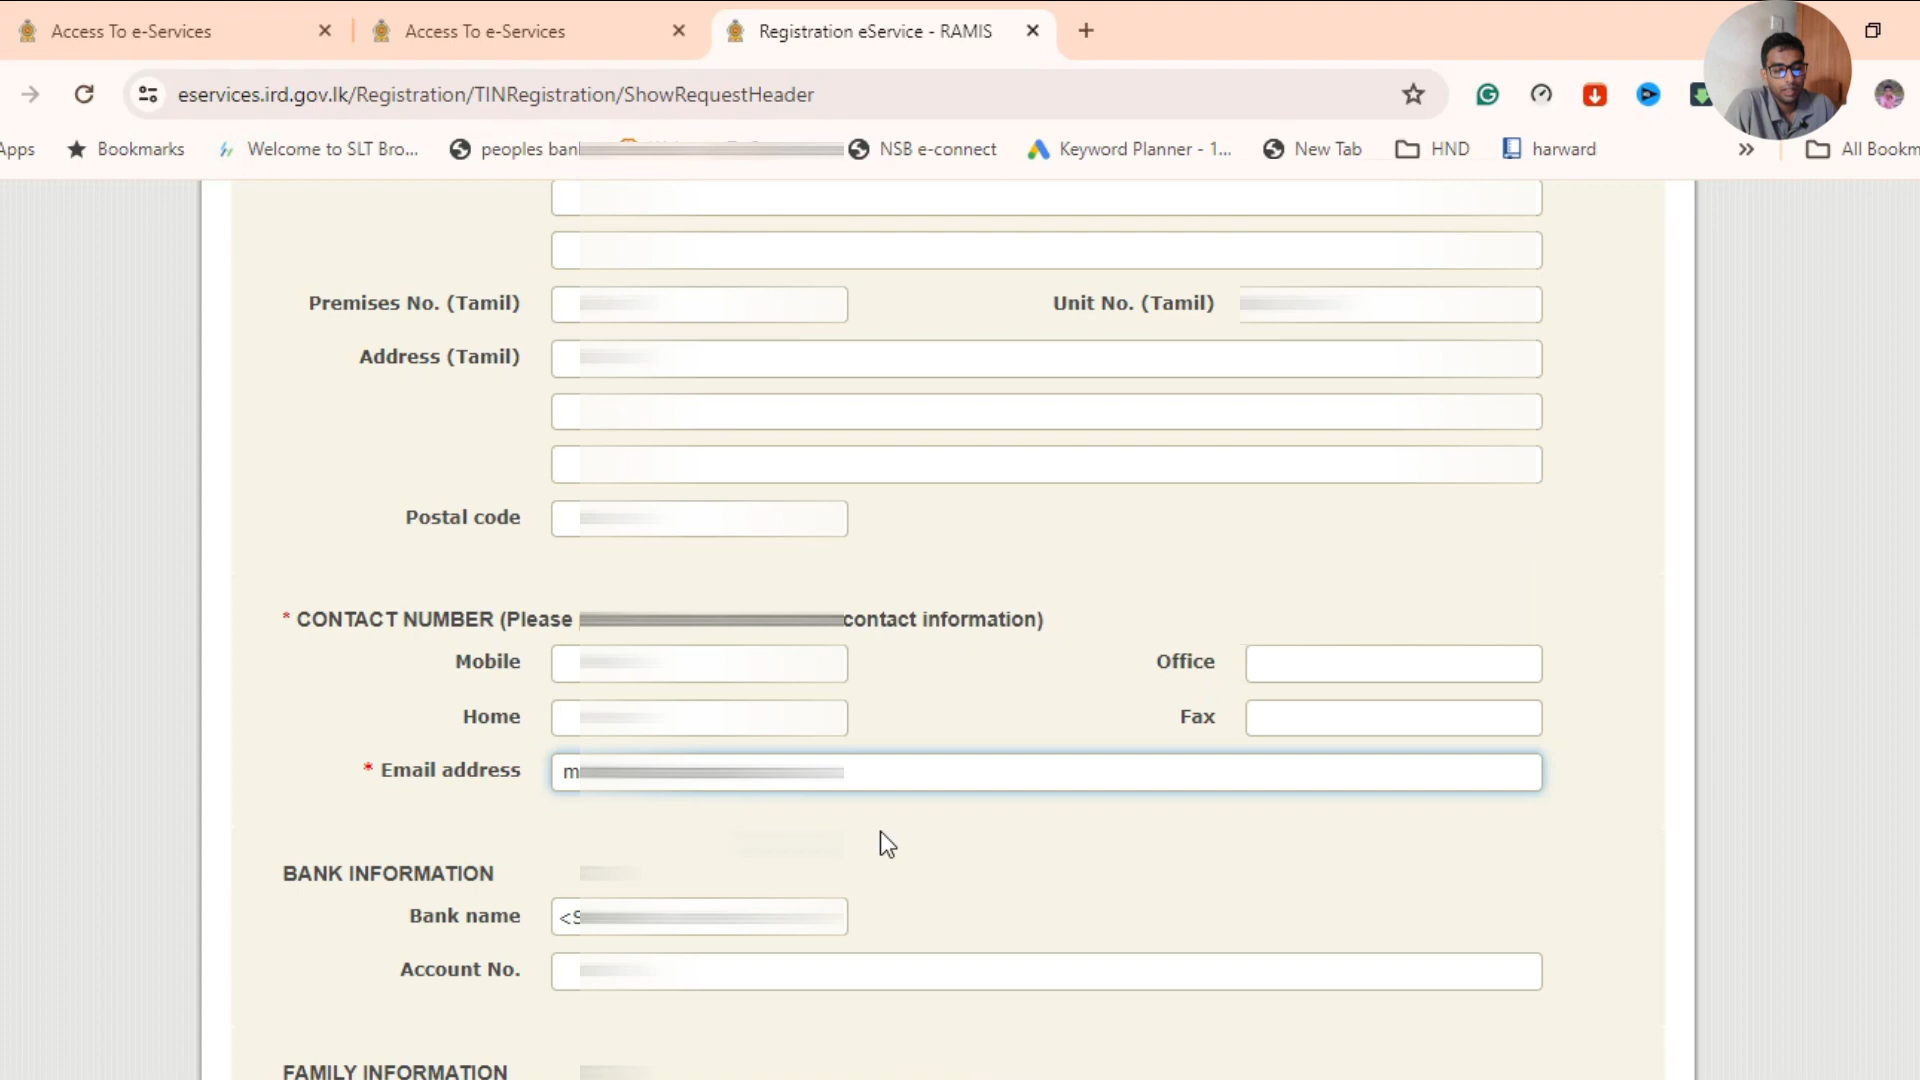 Access To e-Services
Access To e-Services
Registration eService - RAMIS
eservices.ird.gov.lk/Registration/TINRegistration/ShowRequestHeader
Apps
Bookmarks
Welcome to SLT Bro...
peoples
NSB e-connect
Keyword Planner - 1...
New Tab
HND
harward
All Bookm
Premises No. (Tamil)
Unit No. (Tamil)
Address (Tamil)
Postal code
* CONTACT NUMBER (Please contact information)
Mobile
Office
Home
Fax
* Email address
m
BANK INFORMATION
Bank name
<S
Account No.
FAMILY INFORMATION